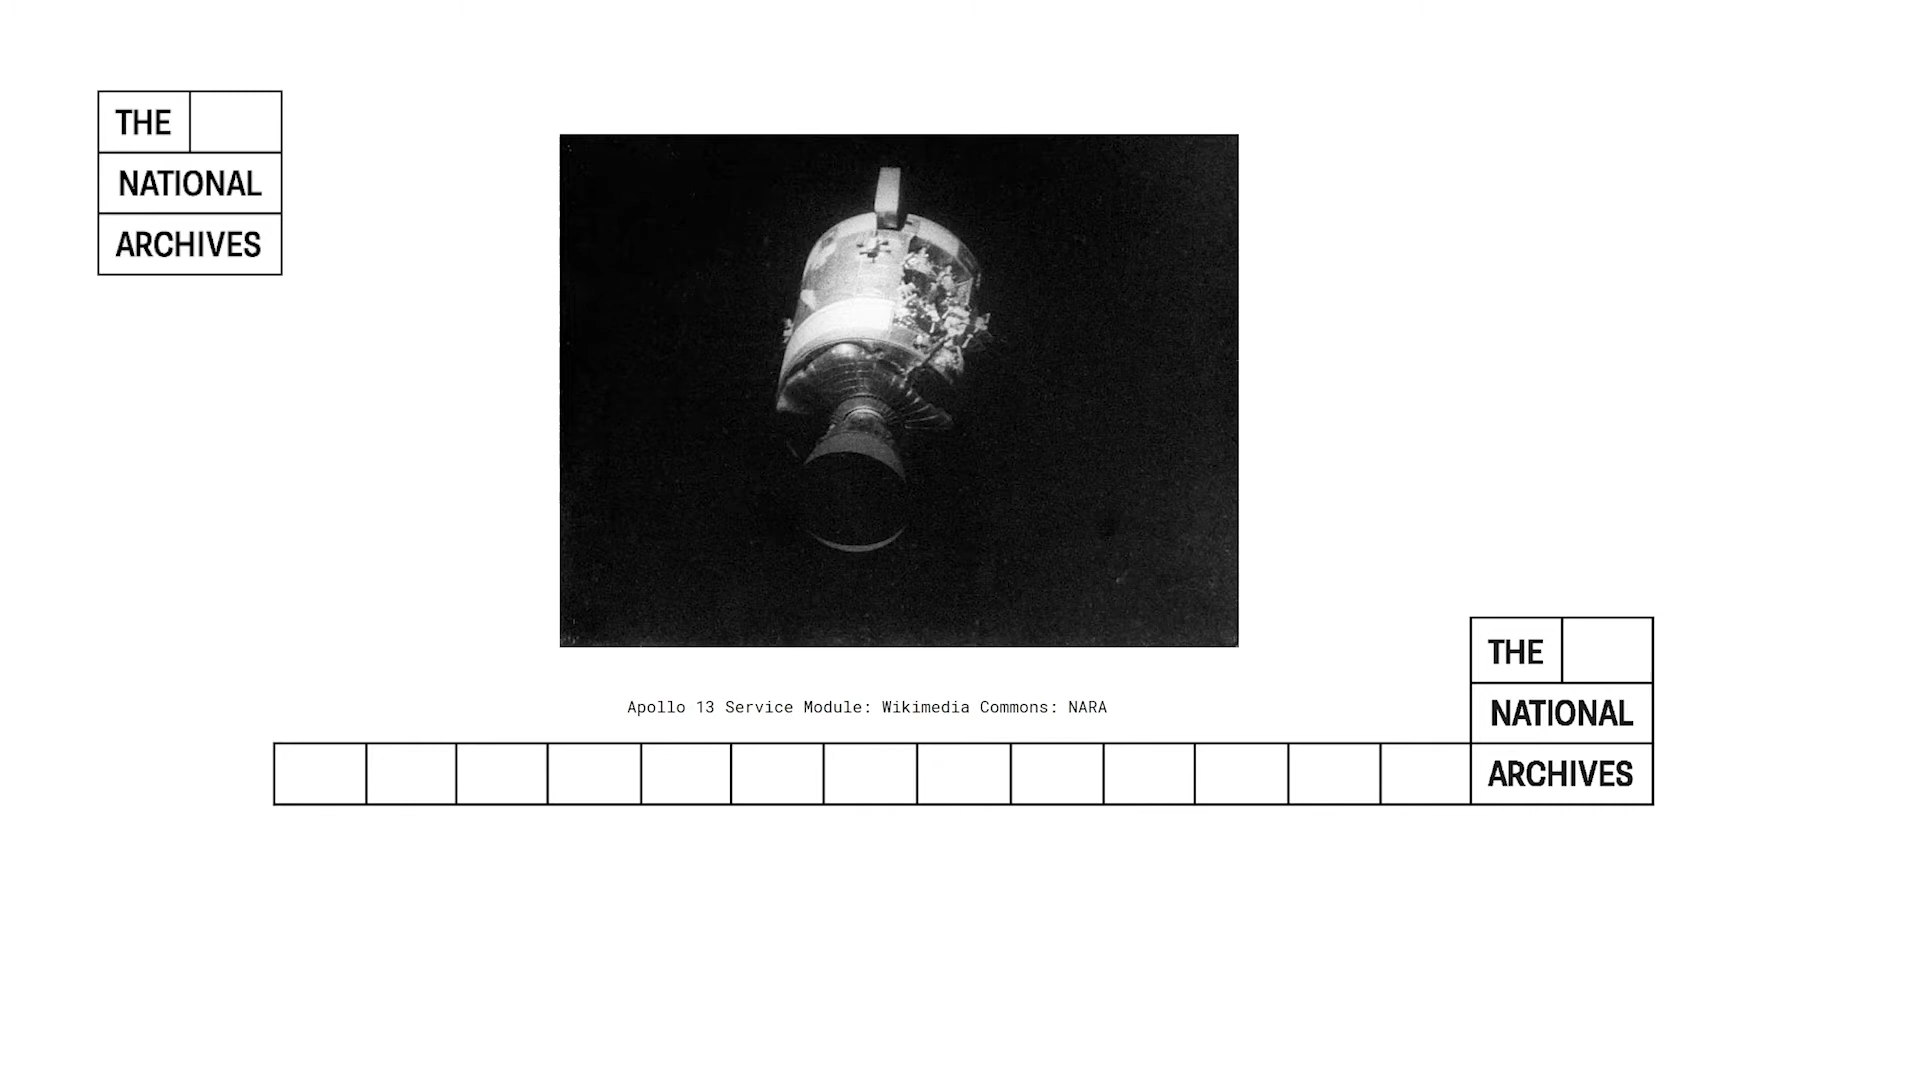 THE
NATIONAL
ARCHIVES
Apollo 13 Service Module: Wikimedia Commons: NARA
THE
NATIONAL
ARCHIVES